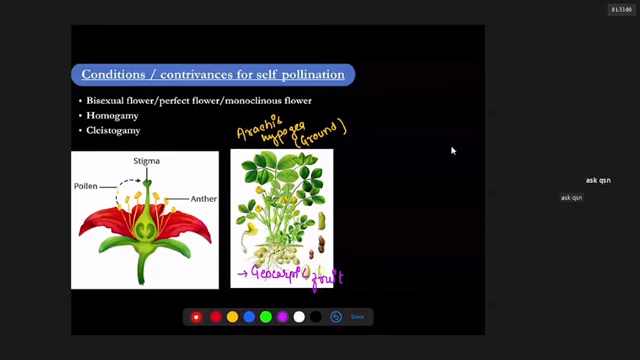 01:33:00
Conditions / contrivances for self pollination
• Bisexual flower/perfect flower/monoclinous flower
• Homogamy
• Cleistogamy
Arachis
hypogea
(Ground)
Stigma
Pollen
Anther
→ Geocarpic fruit
ask qsn
ask qsn
Done